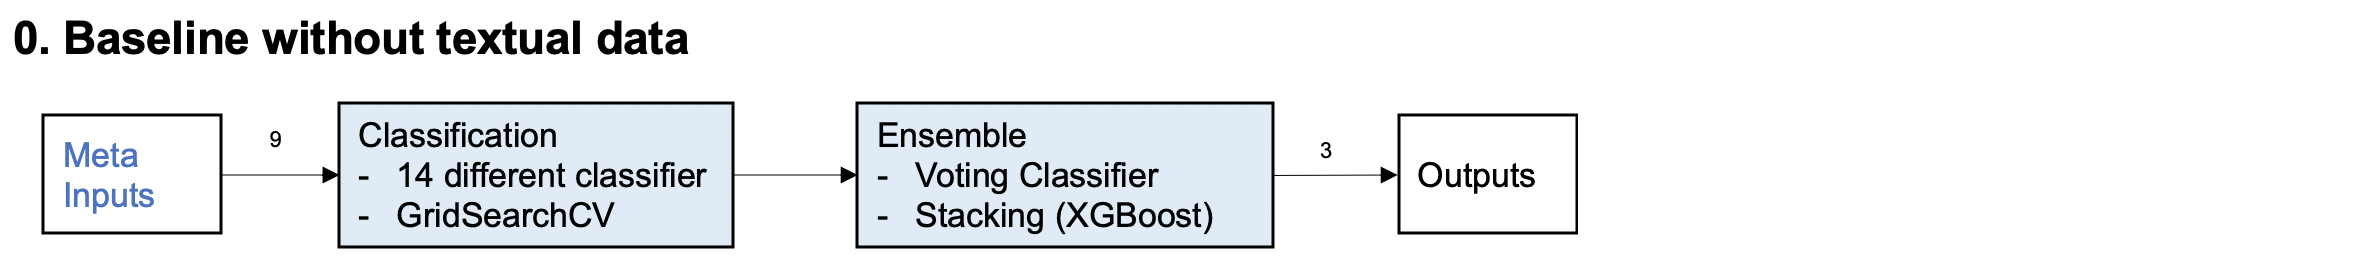 0. Baseline without textual data
Meta
Inputs
9
Classification
- 14 different classifier
- GridSearchCV
Ensemble
- Voting Classifier
- Stacking (XGBoost)
3
Outputs